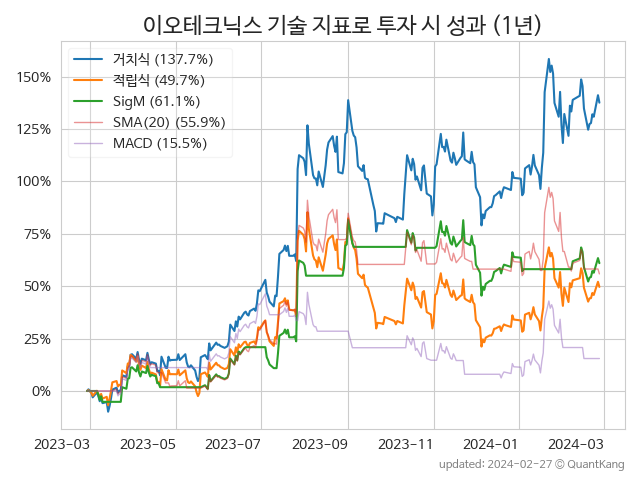 이오테크닉스 기술 지표로 투자 시 성과 (1년)
거치식 (137.7%)
적립식 (49.7%)
SigM (61.1%)
SMA(20) (55.9%)
MACD (15.5%)
150%
125%
100%
75%
50%
25%
0%
2023-03 2023-05 2023-07 2023-09 2023-11 2024-01 2024-03
updated: 2024-02-27 © QuantKang